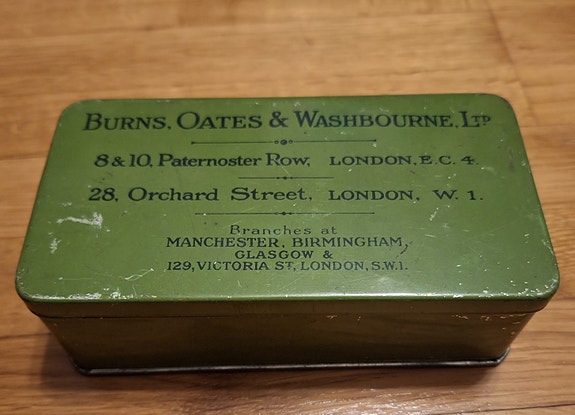 BURNS, OATES & WASHBOURNE, LTD
8 & 10, Paternoster Row, LONDON, E.C. 4.
28, Orchard Street, LONDON, W. 1.
Branches at
MANCHESTER, BIRMINGHAM,
GLASGOW &
129, VICTORIA ST, LONDON, S.W.1.